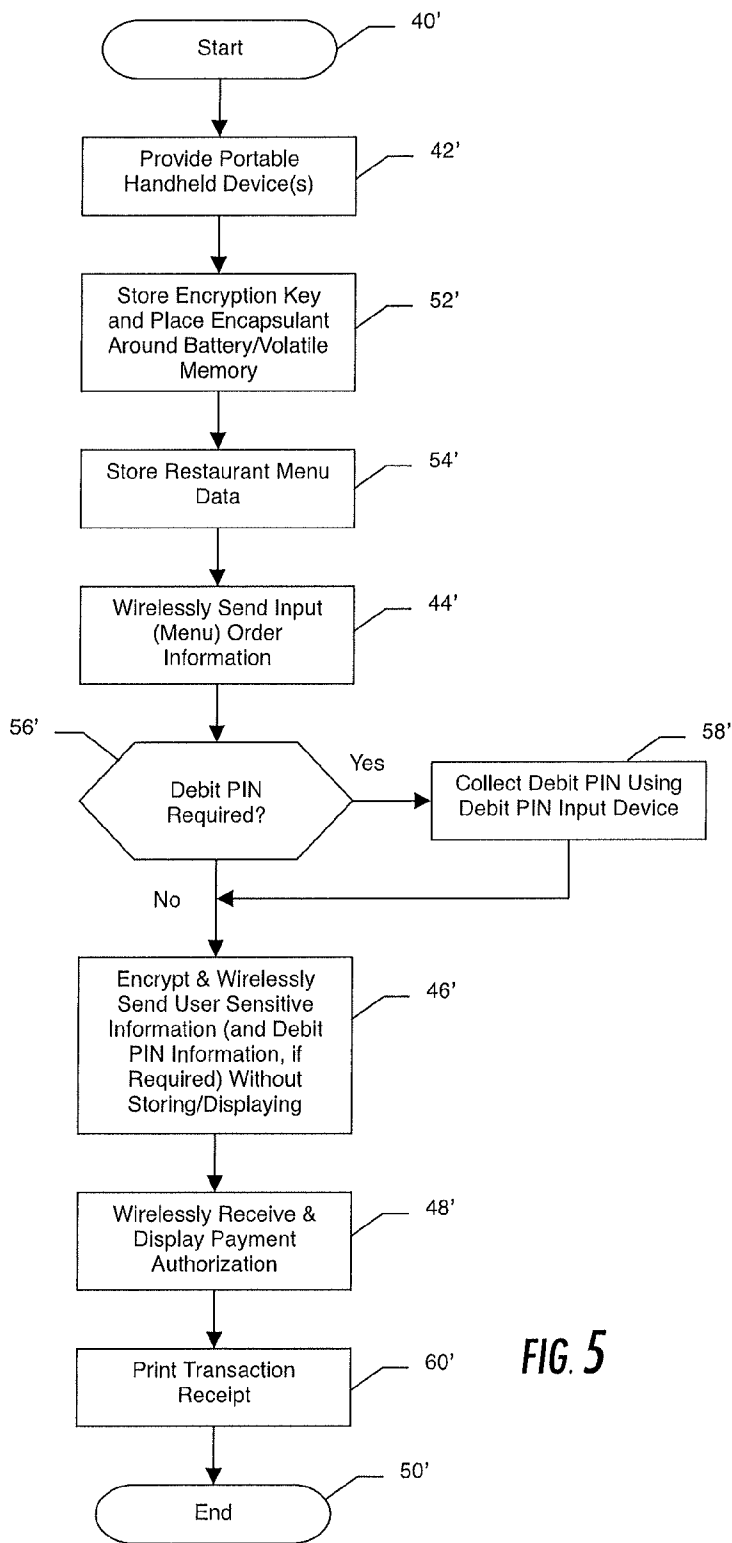 Start
40'
Provide Portable
Handheld Device(s)
42'
Store Encryption Key
and Place Encapsulant
Around Battery/Volatile
Memory
52'
Store Restaurant Menu
Data
54'
Wirelessly Send Input
(Menu) Order
Information
44'
56'
Debit PIN
Required?
Yes
58'
Collect Debit PIN Using
Debit PIN Input Device
No
Encrypt & Wirelessly
Send User Sensitive
Information (and Debit
PIN Information, if
Required) Without
Storing/Displaying
46'
Wirelessly Receive &
Display Payment
Authorization
48'
Print Transaction
Receipt
60'
FIG. 5
End
50'